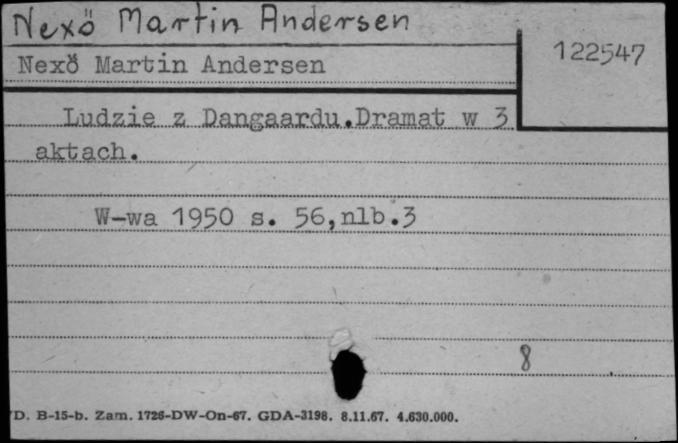 Nexö Martin Andersen
122547
Nexö Martin Andersen
Ludzie z Dangaardu.Dramat w 3
aktach.
W-wa 1950 s. 56,nlb.3
8
D. B-15-b. Zam. 1726-DW-On-67. GDA-3198. 8.11.67. 4.630.000.